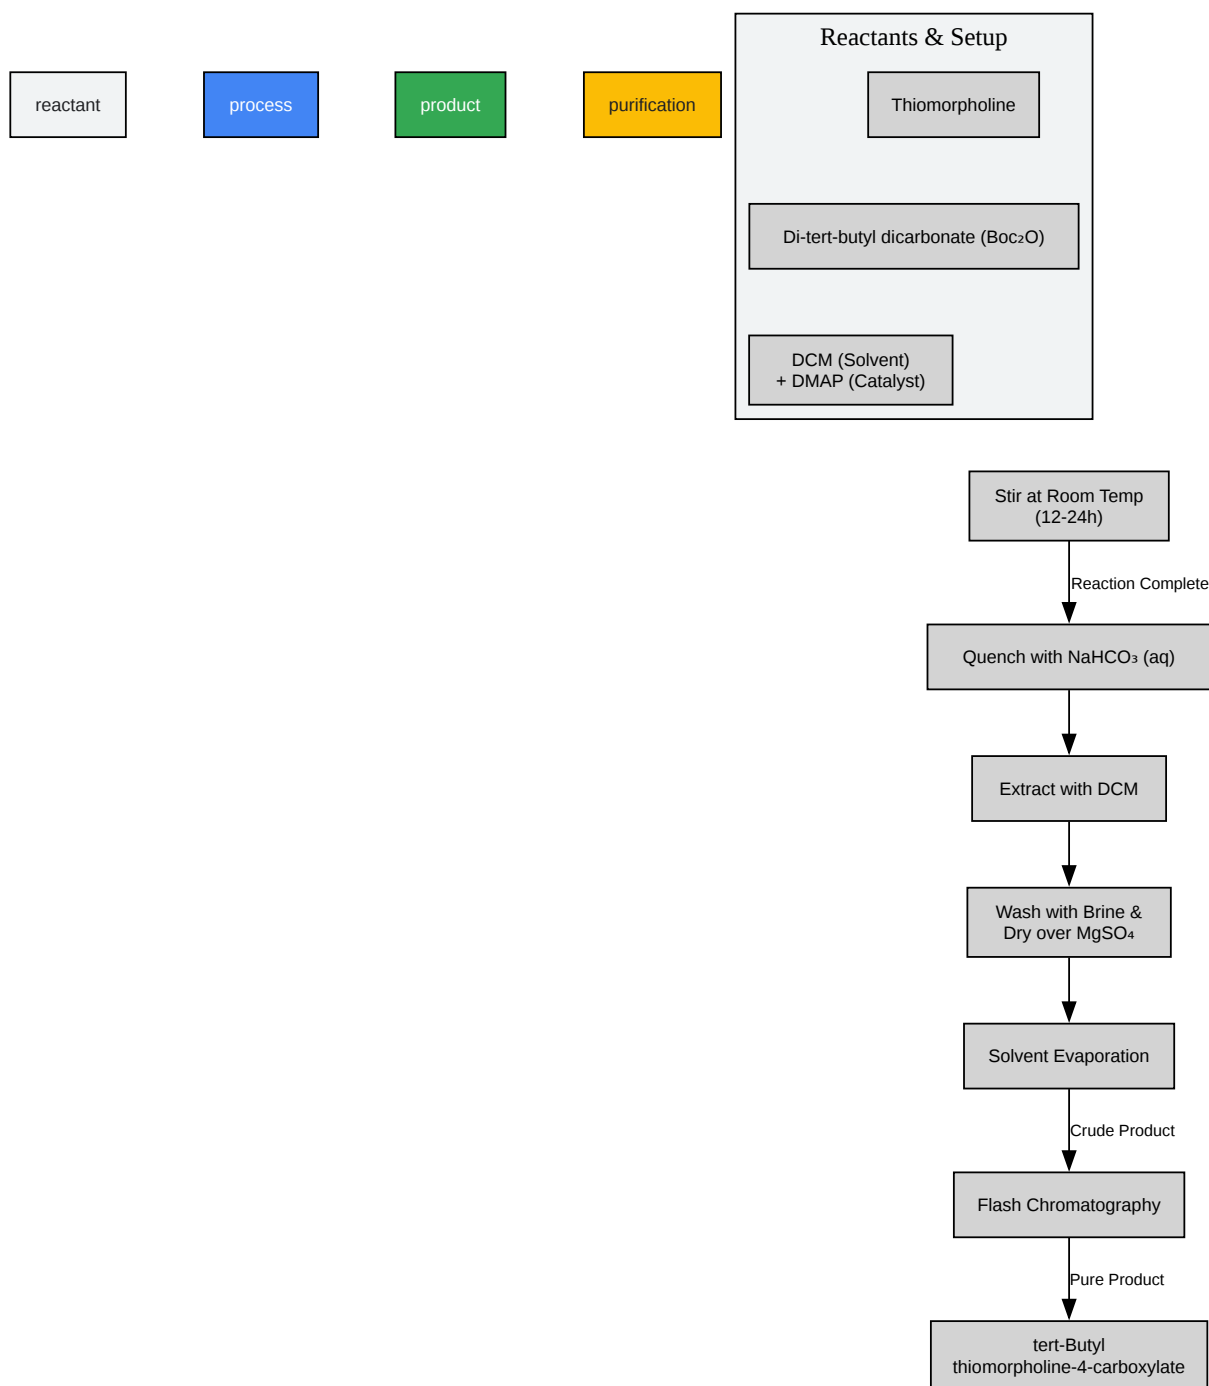 Reactants & Setup
reactant
process
product
purification
Thiomorpholine
Di-tert-butyl dicarbonate (Boc₂O)
DCM (Solvent)
+ DMAP (Catalyst)
Stir at Room Temp
(12-24h)
Reaction Complete
Quench with NaHCO₃ (aq)
Extract with DCM
Wash with Brine &
Dry over MgSO₄
Solvent Evaporation
Crude Product
Flash Chromatography
Pure Product
tert-Butyl
thiomorpholine-4-carboxylate